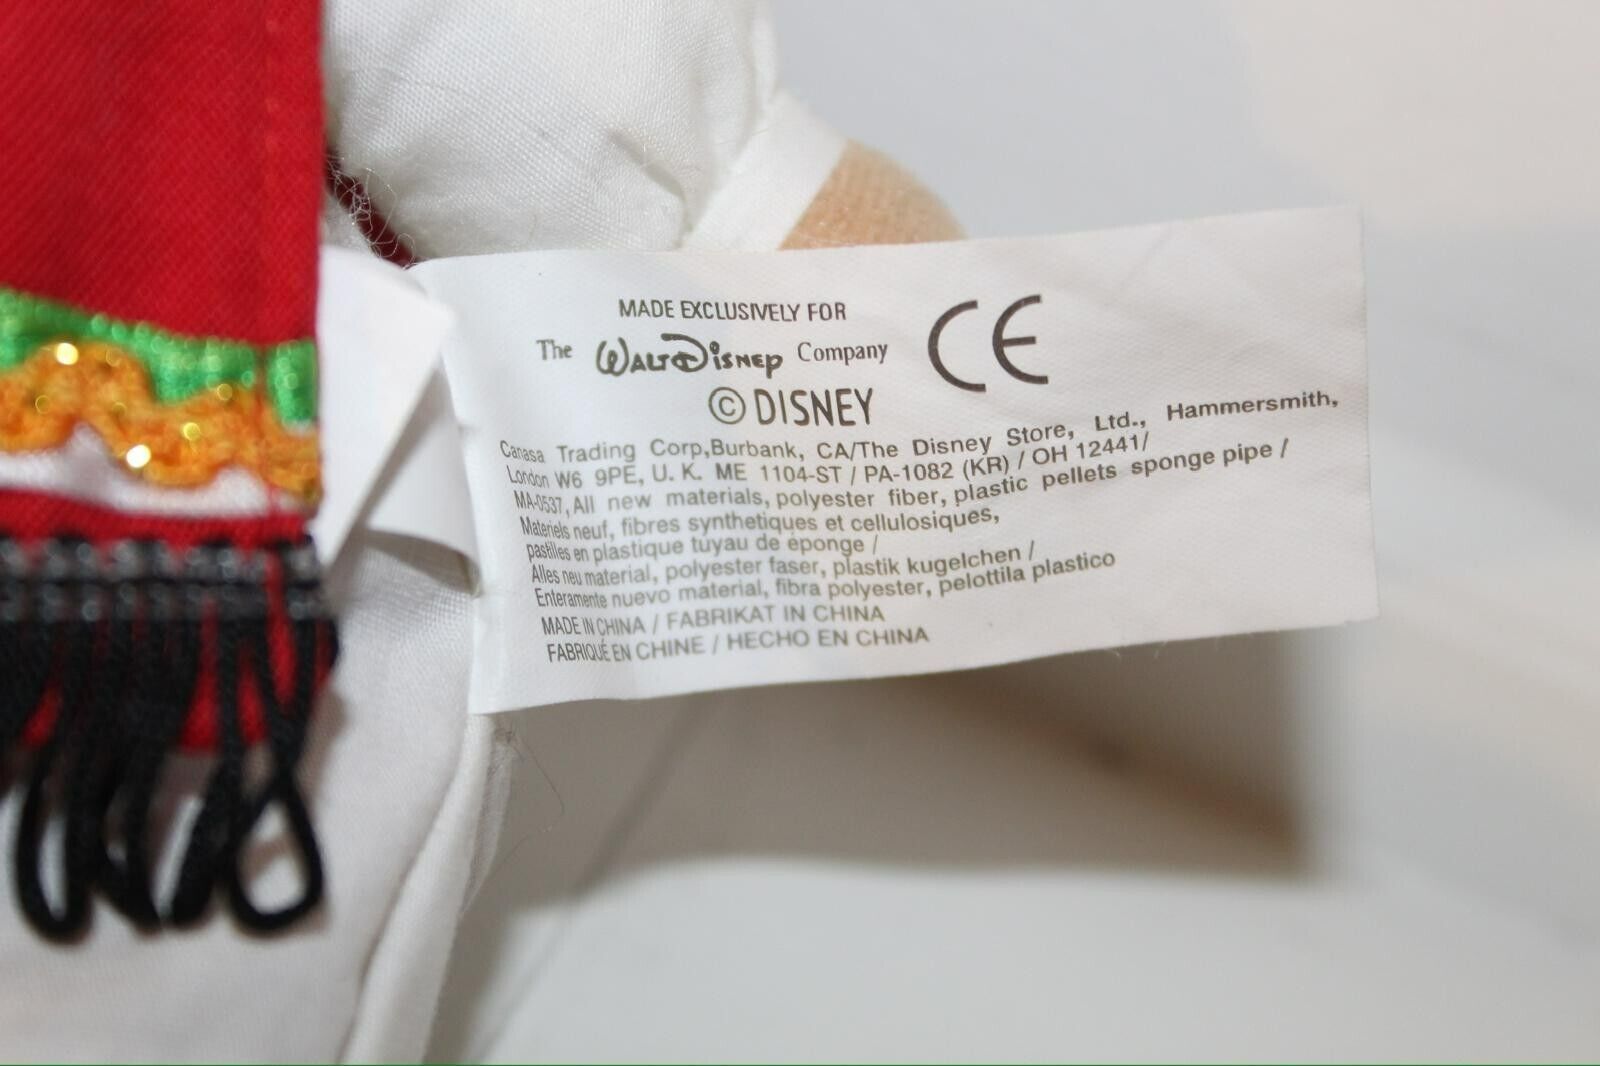 MADE EXCLUSIVELY FOR
The WALT DISNEY Company
CE
© DISNEY
Canasa Trading Corp,Burbank, CA/The Disney Store, Ltd., Hammersmith,
London W6 9PE, U. K. ME 1104-ST / PA-1082 (KR) / OH 12441/
MA-0537, All new materials, polyester fiber, plastic pellets sponge pipe /
Materiels neuf, fibres synthetiques et cellulosiques,
pastilles en plastique tuyau de éponge /
Alles neu material, polyester faser, plastik kugelchen /
Enteramente nuevo material, fibra polyester, pelottila plastico
MADE IN CHINA / FABRIKAT IN CHINA
FABRIQUÉ EN CHINE / HECHO EN CHINA